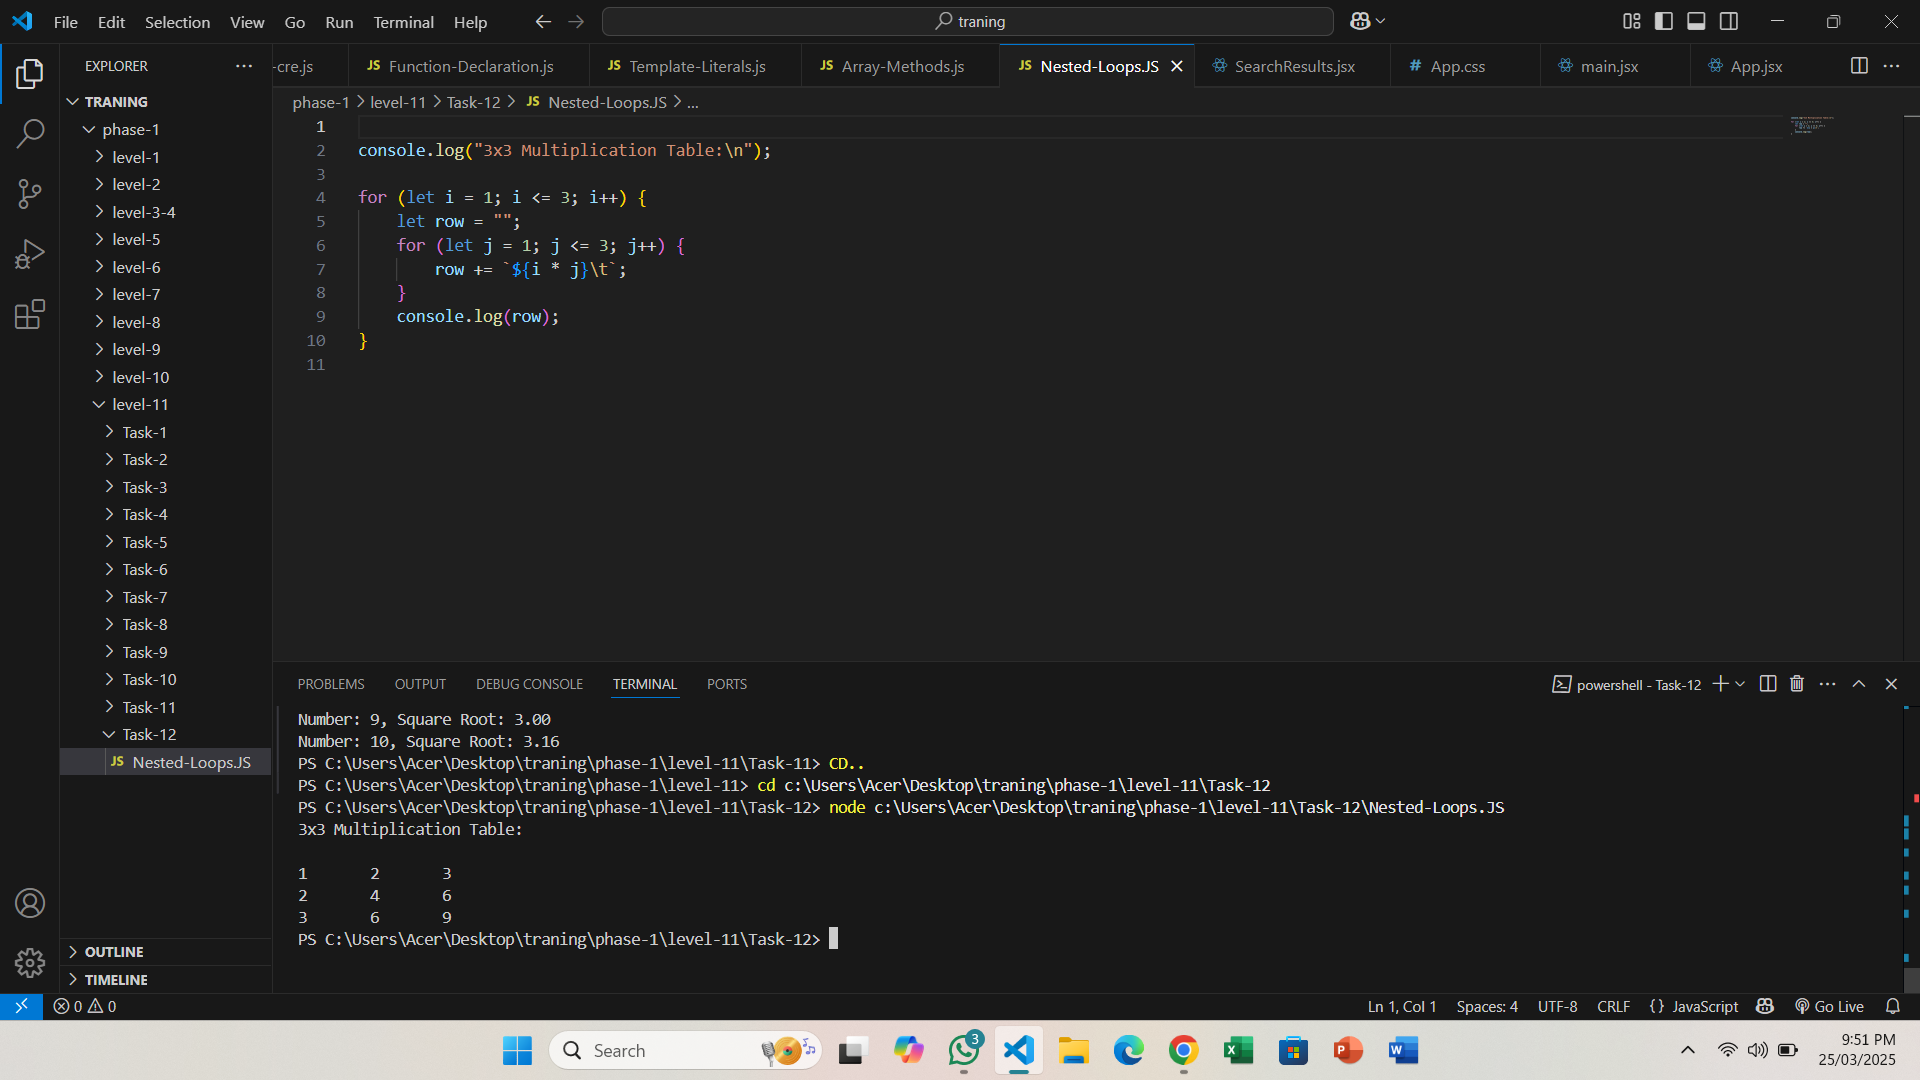 File Edit Selection View Go Run Terminal Help
traning
EXPLORER
-cre.js
JS Function-Declaration.js
JS Template-Literals.js
JS Array-Methods.js
JS Nested-Loops.JS
SearchResults.jsx
# App.css
main.jsx
App.jsx
phase-1 > level-11 > Task-12 > JS Nested-Loops.JS > ...
TRANING
phase-1
level-1
level-2
level-3-4
level-5
level-6
level-7
level-8
level-9
level-10
level-11
Task-1
Task-2
Task-3
Task-4
Task-5
Task-6
Task-7
Task-8
Task-9
Task-10
Task-11
Task-12
JS Nested-Loops.JS
OUTLINE
TIMELINE
1
2 console.log("3x3 Multiplication Table:\n");
3
4 for (let i = 1; i <= 3; i++) {
5 let row = "";
6 for (let j = 1; j <= 3; j++) {
7 row += `${i * j}\t`;
8 }
9 console.log(row);
10 }
11
PROBLEMS OUTPUT DEBUG CONSOLE TERMINAL PORTS
powershell - Task-12
Number: 9, Square Root: 3.00
Number: 10, Square Root: 3.16
PS C:\Users\Acer\Desktop\traning\phase-1\level-11\Task-11> CD..
PS C:\Users\Acer\Desktop\traning\phase-1\level-11> cd c:\Users\Acer\Desktop\traning\phase-1\level-11\Task-12
PS C:\Users\Acer\Desktop\traning\phase-1\level-11\Task-12> node c:\Users\Acer\Desktop\traning\phase-1\level-11\Task-12\Nested-Loops.JS
3x3 Multiplication Table:
1 2 3
2 4 6
3 6 9
PS C:\Users\Acer\Desktop\traning\phase-1\level-11\Task-12>
0 0
Ln 1, Col 1 Spaces: 4 UTF-8 CRLF {} JavaScript Go Live
Search
3
9:51 PM
25/03/2025